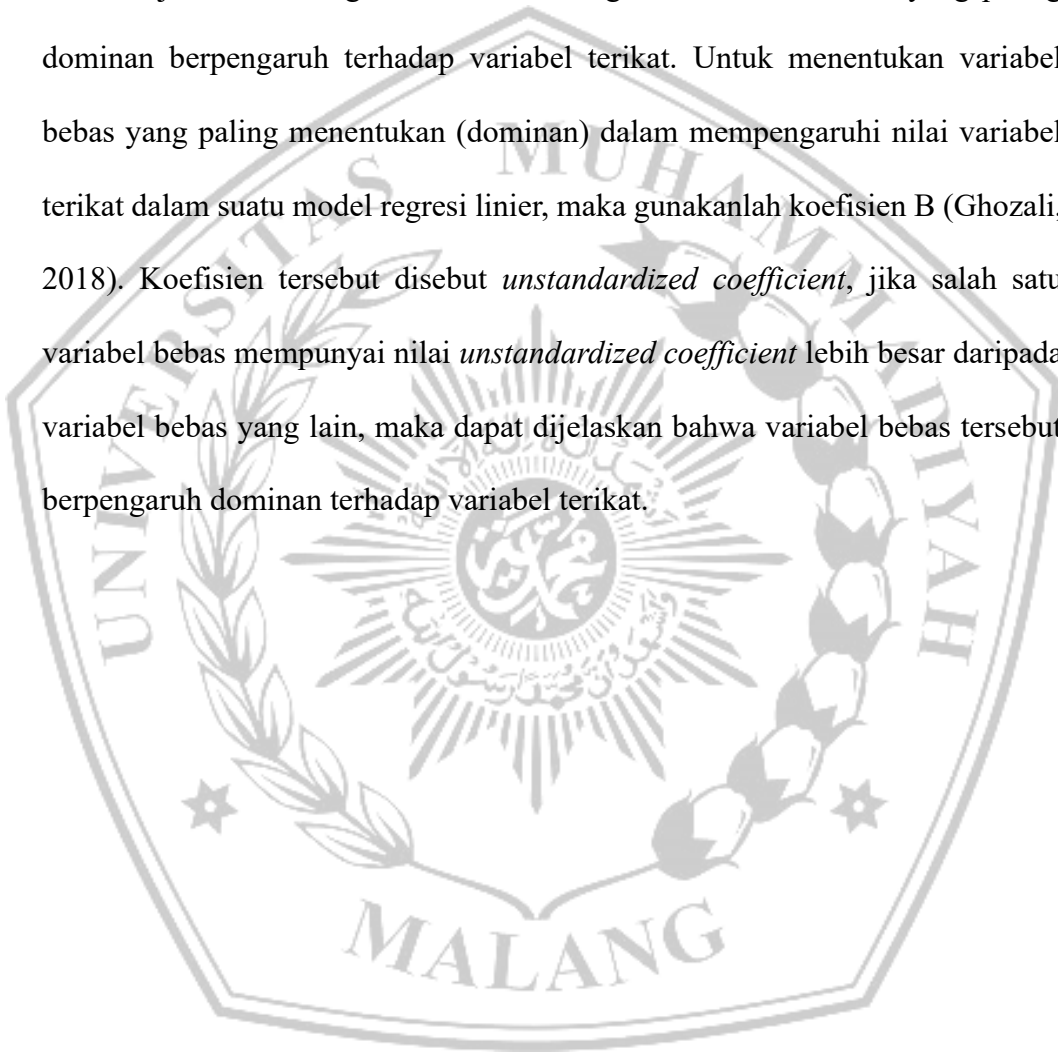 dominan berpengaruh terhadap variabel terikat. Untuk menentukan variabel
bebas yang paling menentukan (dominan) dalam mempengaruhi nilai variabel
terikat dalam suatu model regresi linier, maka gunakanlah koefisien B (Ghozali,
2018). Koefisien tersebut disebut unstandardized coefficient, jika salah satu
variabel bebas mempunyai nilai unstandardized coefficient lebih besar daripada
variabel bebas yang lain, maka dapat dijelaskan bahwa variabel bebas tersebut
berpengaruh dominan terhadap variabel terikat.
UNIVERSITAS MUHAMMADIYAH
MALANG